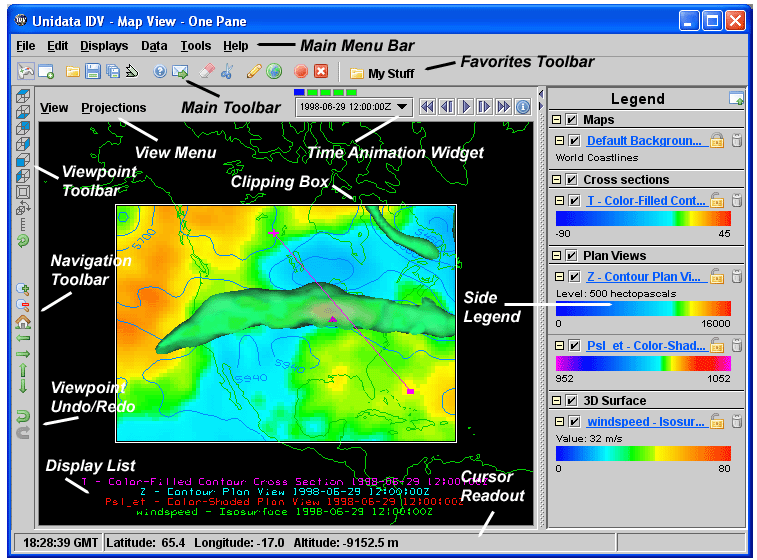 IDV Unidata IDV - Map View - One Pane
File Edit Displays Data Tools Help Main Menu Bar
Favorites Toolbar
My Stuff
Main Toolbar
View Projections
1998-06-29 12:00:00Z
View Menu
Time Animation Widget
Viewpoint
Toolbar
Clipping Box
Navigation
Toolbar
Side
Legend
Viewpoint
Undo/Redo
5700
5940
5940
Display List
Cursor
Readout
T - Color-Filled Contour Cross Section 1998-06-29 12:00:00Z
Z - Contour Plan View 1998-06-29 12:00:00Z
Psl_et - Color-Shaded Plan View 1998-06-29 12:00:00Z
windspeed - Isosurface 1998-06-29 12:00:00Z
Legend
Maps
Default Backgroun...
World Coastlines
Cross sections
T - Color-Filled Cont...
-90 45
Plan Views
Z - Contour Plan Vi...
Level: 500 hectopascals
0 16000
Psl_et - Color-Shad...
952 1052
3D Surface
windspeed - Isosur...
Value: 32 m/s
0 80
18:28:39 GMT Latitude: 65.4 Longitude: -17.0 Altitude: -9152.5 m